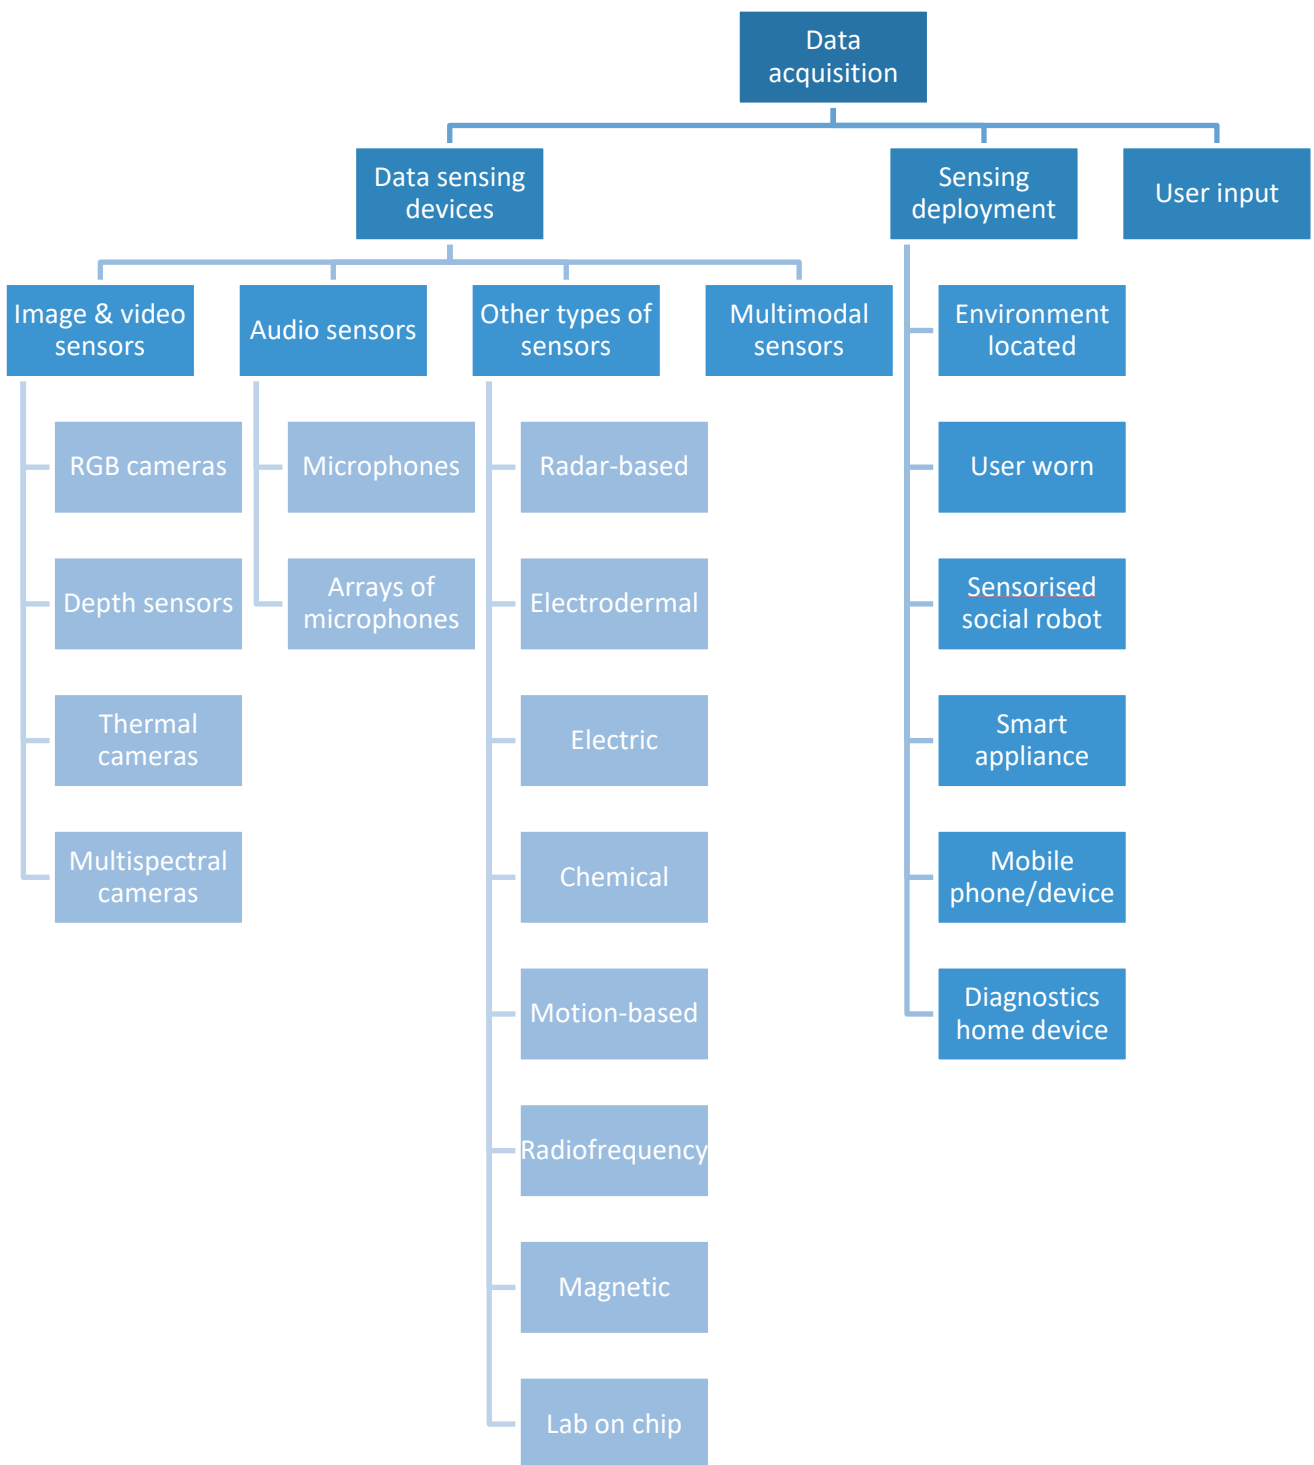 Data
acquisition
Data sensing
devices
Sensing
deployment
User input
Image & video
sensors
Audio sensors
Other types of
sensors
Multimodal
sensors
Environment
located
RGB cameras
Microphones
Radar-based
User worn
Depth sensors
Arrays of
microphones
Electrodermal
Sensorised
social robot
Thermal
cameras
Electric
Smart
appliance
Multispectral
cameras
Chemical
Mobile
phone/device
Motion-based
Diagnostics
home device
Radiofrequency
Magnetic
Lab on chip